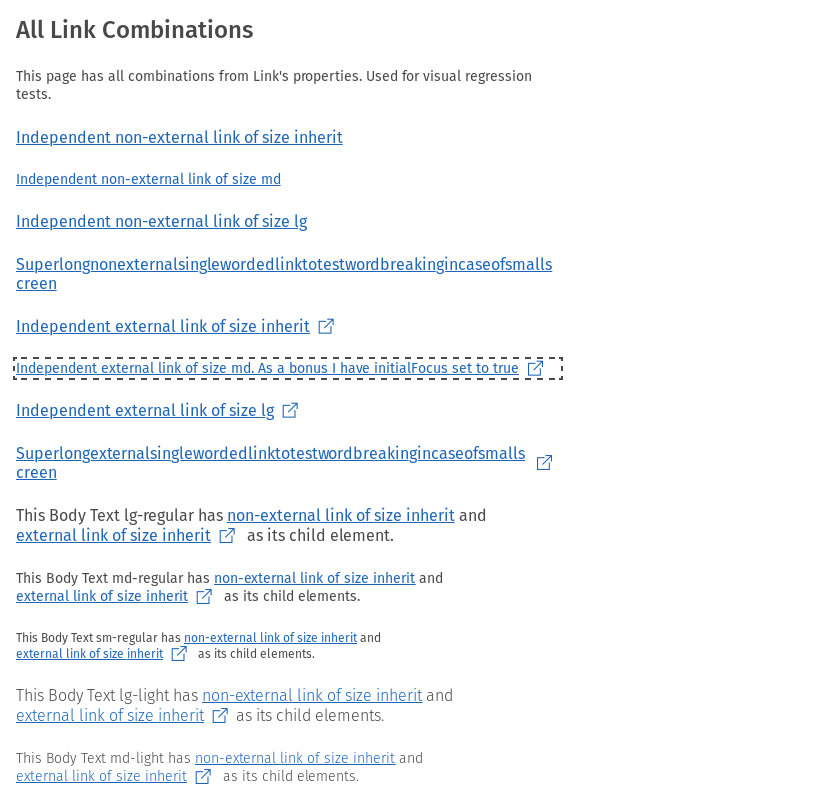 All Link Combinations
This page has all combinations from Link's properties. Used for visual regression
tests.
Independent non-external link of size inherit
Independent non-external link of size md
Independent non-external link of size lg
Superlongnonexternalsinglewordedlinktotestwordbreakingincaseofsmalls
creen
Independent external link of size inherit
Independent external link of size md. As a bonus I have initialFocus set to true
Independent external link of size lg
Superlongexternalsinglewordedlinktotestwordbreakingincaseofsmalls
creen
This Body Text lg-regular has non-external link of size inherit and
external link of size inherit as its child element.
This Body Text md-regular has non-external link of size inherit and
external link of size inherit as its child elements.
This Body Text sm-regular has non-external link of size inherit and
external link of size inherit as its child elements.
This Body Text lg-light has non-external link of size inherit and
external link of size inherit as its child elements.
This Body Text md-light has non-external link of size inherit and
external link of size inherit as its child elements.